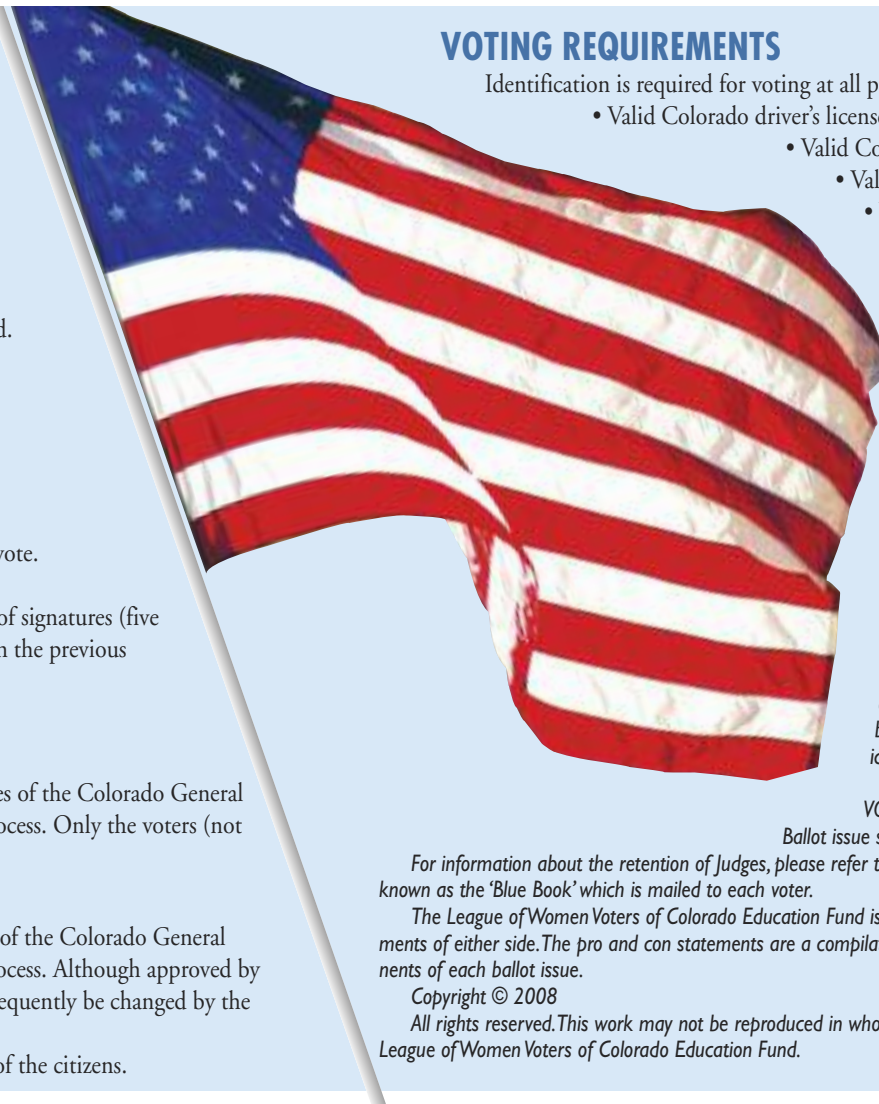 VOTING REQUIREMENTS
Identification is required for voting at all p
• Valid Colorado driver's license
• Valid Co
• Val
•
d.
vote.
of signatures (five
n the previous
es of the Colorado General
ocess. Only the voters (not
of the Colorado General
ocess. Although approved by
equently be changed by the
of the citizens.
b
ic
VO
Ballot issue s
For information about the retention of Judges, please refer t
known as the 'Blue Book' which is mailed to each voter.
The League of Women Voters of Colorado Education Fund is
ments of either side. The pro and con statements are a compilat
nents of each ballot issue.
Copyright © 2008
All rights reserved. This work may not be reproduced in who
League of Women Voters of Colorado Education Fund.